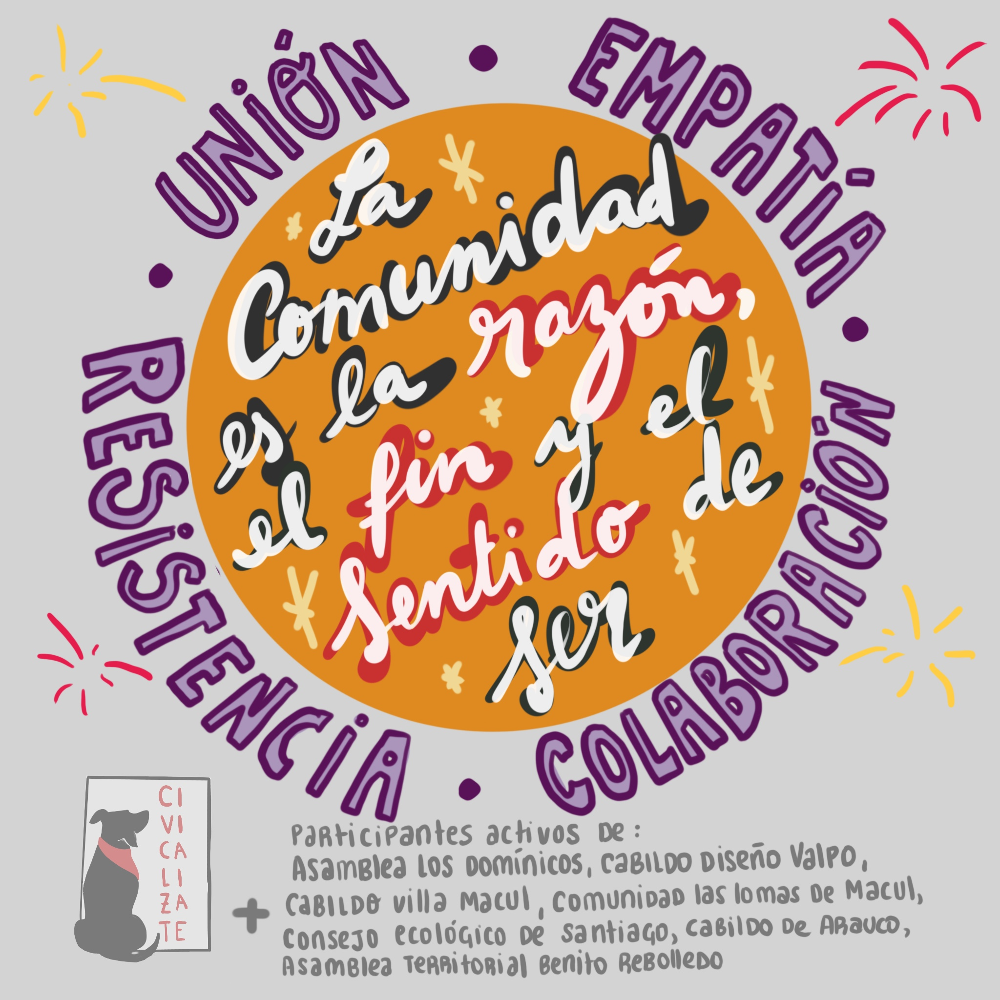 UNIÓN • EMPATÍA • COLABORACIÓN • RESISTENCIA •
La
Comunidad
es la razón,
el fin y el
sentido de
ser
CI
VI
CA
LI
ZA
TE
Participantes activos de:
Asamblea Los Domínicos, Cabildo Diseño Valpo,
+ Cabildo Villa Macul, Comunidad las lomas de Macul,
Consejo ecológico de Santiago, Cabildo de Arauco,
Asamblea Territorial Benito Rebolledo